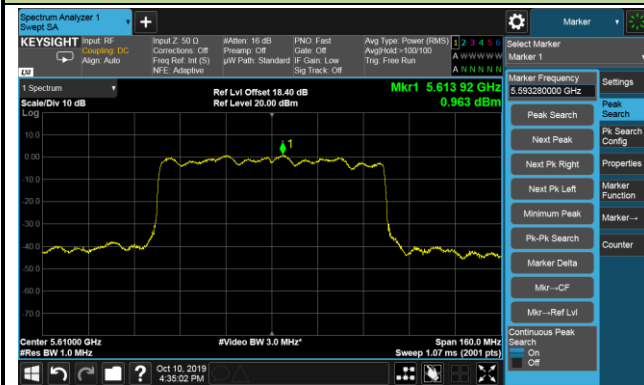 Spectrum Analyzer 1
Swept SA
+
Marker
KEYSIGHT
Input: RF
Coupling: DC
Align: Auto
Input Z: 50 Ω
Corrections: Off
Freq Ref: Int (S)
NFE: Adaptive
#Atten: 16 dB
Preamp: Off
µW Path: Standard
PNO: Fast
Gate: Off
IF Gain: Low
Sig Track: Off
Avg Type: Power (RMS)
Avg|Hold:>100/100
Trig: Free Run
1 2 3 4 5 6
A W W W W W
A N N N N N
LXI
Select Marker
Marker 1
1 Spectrum
Scale/Div 10 dB
Log
Ref Lvl Offset 18.40 dB
Ref Level 20.00 dBm
Mkr1 5.613 92 GHz
0.963 dBm
1
10.0
0.00
-10.0
-20.0
-30.0
-40.0
-50.0
-60.0
-70.0
Center 5.61000 GHz
#Res BW 1.0 MHz
#Video BW 3.0 MHz*
Span 160.0 MHz
Sweep 1.07 ms (2001 pts)
Marker Frequency
5.593280000 GHz
Peak Search
Next Peak
Next Pk Right
Next Pk Left
Minimum Peak
Pk-Pk Search
Marker Delta
Mkr→CF
Mkr→Ref Lvl
Continuous Peak
Search
On
Off
Settings
Peak
Search
Pk Search
Config
Properties
Marker
Function
Marker→
Counter
?
Oct 10, 2019
4:35:02 PM